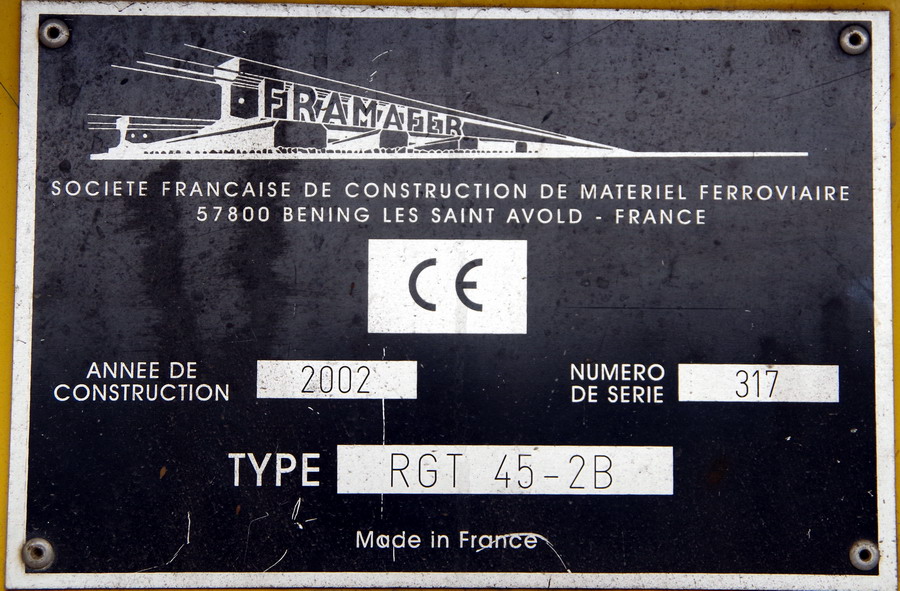 FRAMAFER
SOCIETE FRANCAISE DE CONSTRUCTION DE MATERIEL FERROVIAIRE
57800 BENING LES SAINT AVOLD - FRANCE
CE
ANNEE DE
CONSTRUCTION
2002
NUMERO
DE SERIE
317
TYPE RGT 45-2B
Made in France